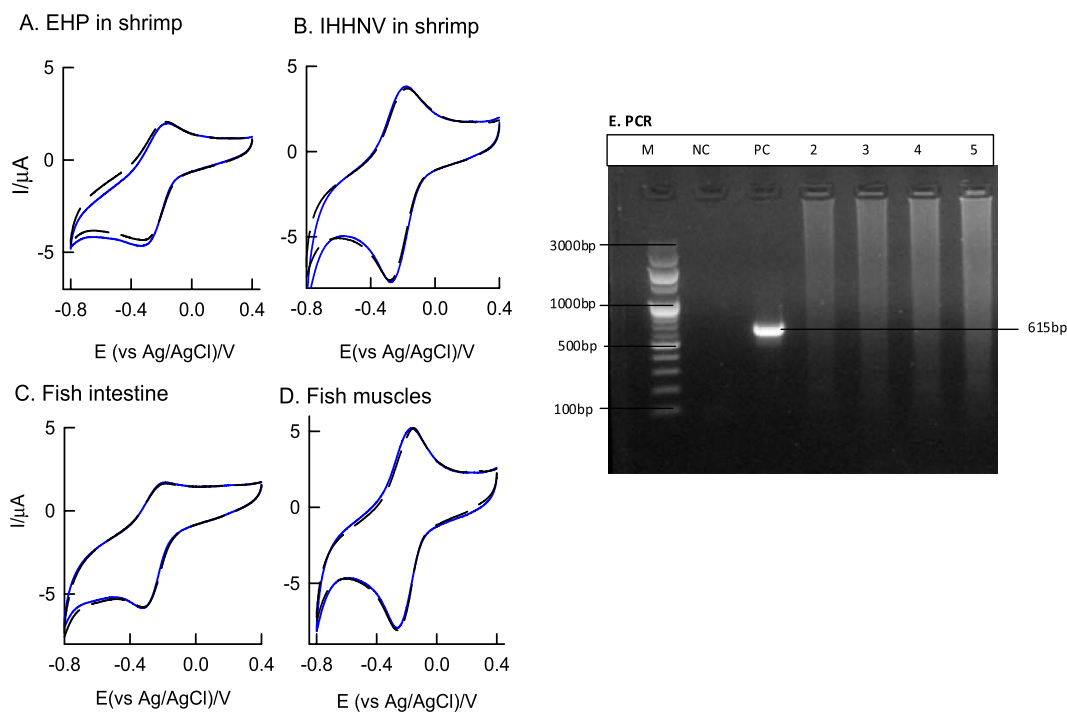 A. EHP in shrimp
B. IHHNV in shrimp
5
0
-5
I/μA
-0.8 -0.4 0.0 0.4
E (vs Ag/AgCl)/V
5
0
-5
-0.8 -0.4 0.0 0.4
E(vs Ag/AgCl)/V
C. Fish intestine
D. Fish muscles
5
0
-5
I/μA
-0.8 -0.4 0.0 0.4
E(vs Ag/AgCl)/V
5
0
-5
-0.8 -0.4 0.0 0.4
E (vs Ag/AgCl)/V
E. PCR
M NC PC 2 3 4 5
3000bp
1000bp
615bp
500bp
100bp